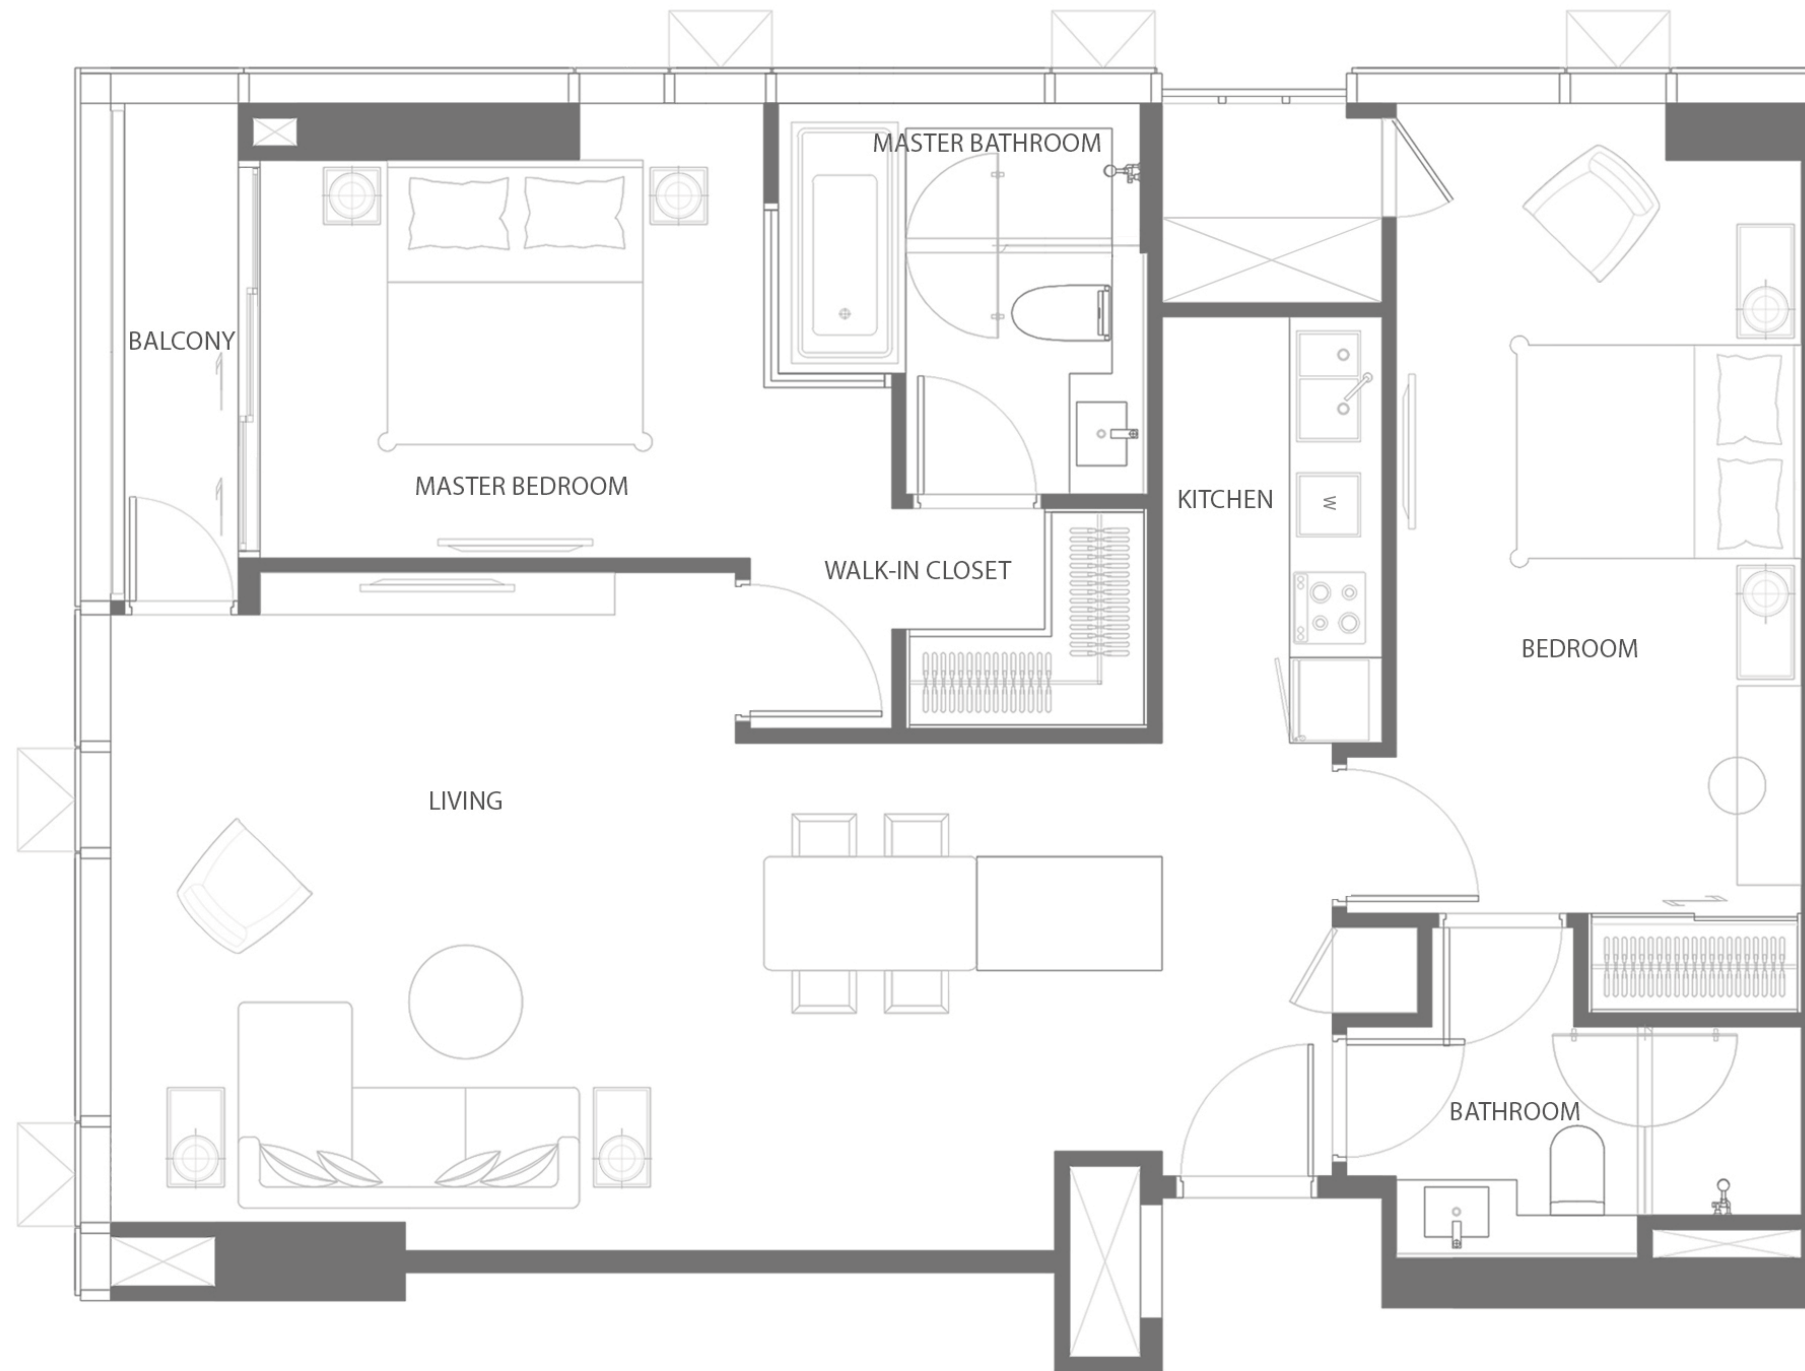 MASTER BATHROOM
BALCONY
MASTER BEDROOM
KITCHEN
W
WALK-IN CLOSET
BEDROOM
LIVING
BATHROOM